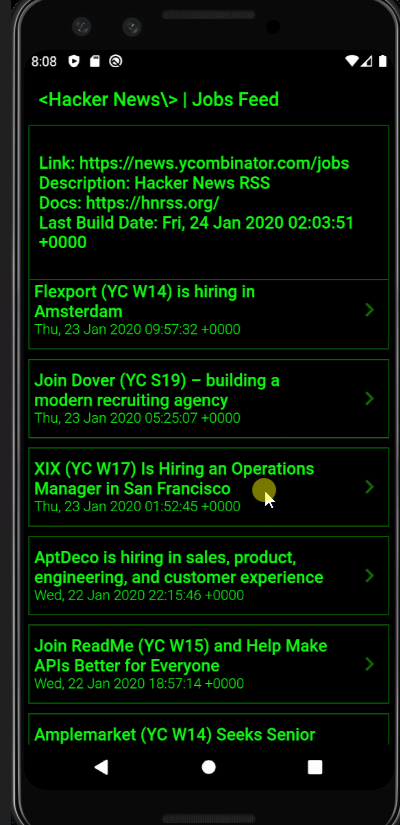 8:08
<Hacker News\> | Jobs Feed
Link: https://news.ycombinator.com/jobs
Description: Hacker News RSS
Docs: https://hnrss.org/
Last Build Date: Fri, 24 Jan 2020 02:03:51
+0000
Flexport (YC W14) is hiring in
Amsterdam
Thu, 23 Jan 2020 09:57:32 +0000
Join Dover (YC S19) – building a
modern recruiting agency
Thu, 23 Jan 2020 05:25:07 +0000
XIX (YC W17) Is Hiring an Operations
Manager in San Francisco
Thu, 23 Jan 2020 01:52:45 +0000
AptDeco is hiring in sales, product,
engineering, and customer experience
Wed, 22 Jan 2020 22:15:46 +0000
Join ReadMe (YC W15) and Help Make
APIs Better for Everyone
Wed, 22 Jan 2020 18:57:14 +0000
Amplemarket (YC W14) Seeks Senior